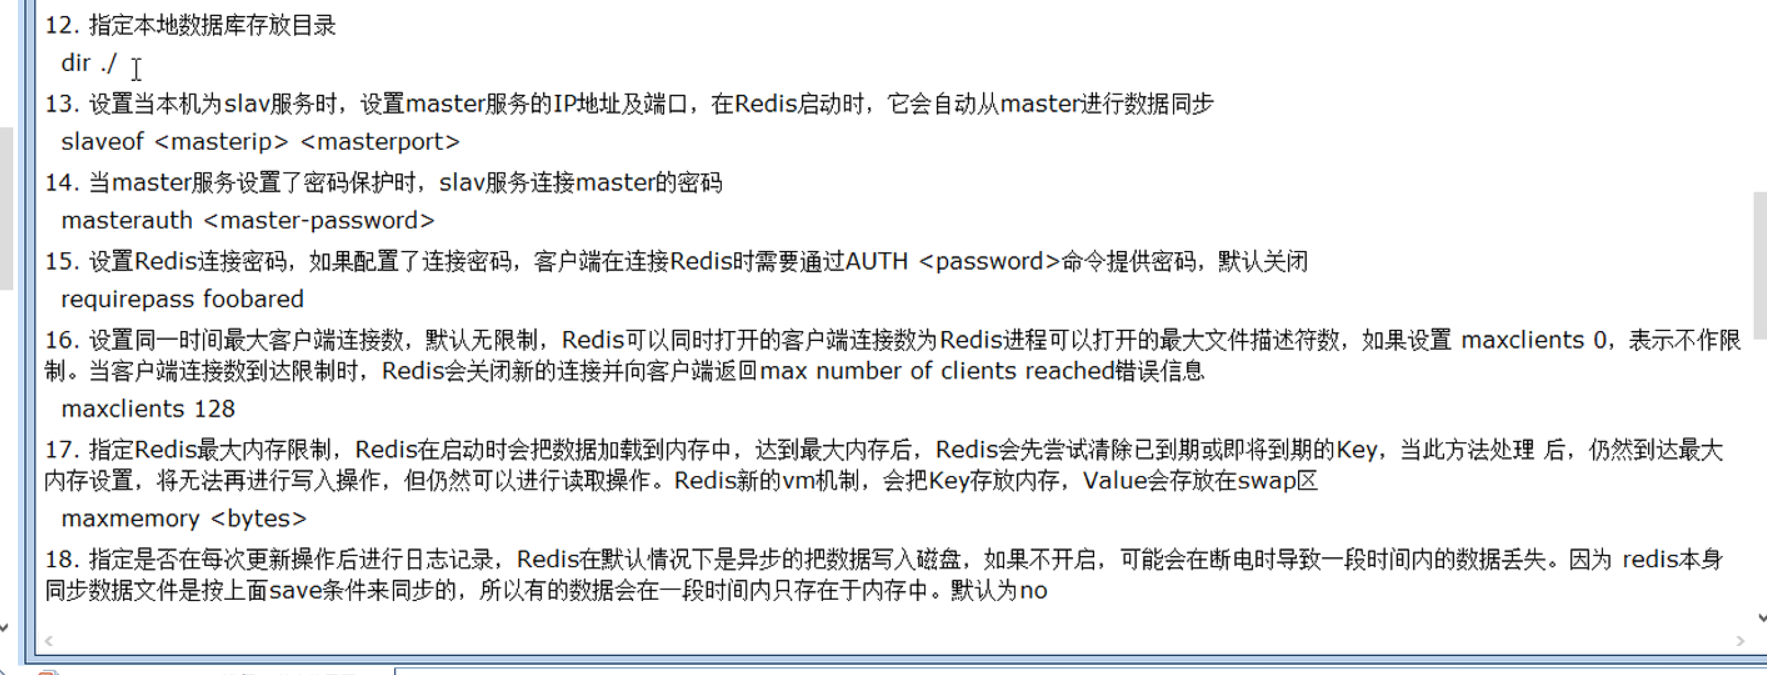 12. 指定本地数据库存放目录
dir ./
13. 设置当本机为slav服务时，设置master服务的IP地址及端口，在Redis启动时，它会自动从master进行数据同步
slaveof <masterip> <masterport>
14. 当master服务设置了密码保护时，slav服务连接master的密码
masterauth <master-password>
15. 设置Redis连接密码，如果配置了连接密码，客户端在连接Redis时需要通过AUTH <password>命令提供密码，默认关闭
requirepass foobared
16. 设置同一时间最大客户端连接数，默认无限制，Redis可以同时打开的客户端连接数为Redis进程可以打开的最大文件描述符数，如果设置 maxclients 0，表示不作限
制。当客户端连接数到达限制时，Redis会关闭新的连接并向客户端返回max number of clients reached错误信息
maxclients 128
17. 指定Redis最大内存限制，Redis在启动时会把数据加载到内存中，达到最大内存后，Redis会先尝试清除已到期或即将到期的Key，当此方法处理 后，仍然到达最大
内存设置，将无法再进行写入操作，但仍然可以进行读取操作。Redis新的vm机制，会把Key存放内存，Value会存放在swap区
maxmemory <bytes>
18. 指定是否在每次更新操作后进行日志记录，Redis在默认情况下是异步的把数据写入磁盘，如果不开启，可能会在断电时导致一段时间内的数据丢失。因为 redis本身
同步数据文件是按上面save条件来同步的，所以有的数据会在一段时间内只存在于内存中。默认为no